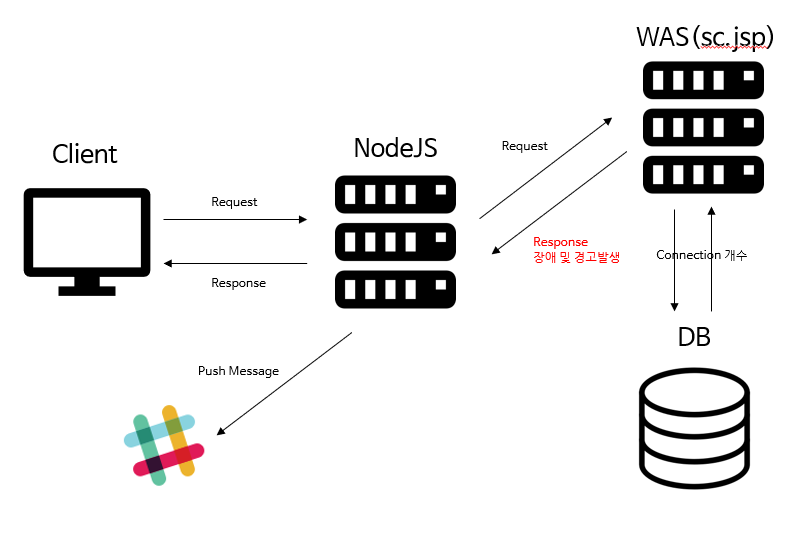 WAS(sc.jsp)
Client
NodeJS
Request
Request
Response
장애 및 경고발생
Response
Connection 개수
DB
Push Message